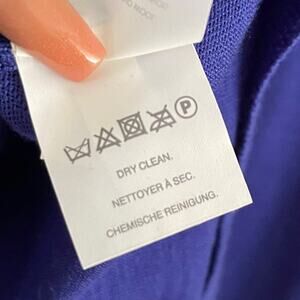 P
DRY CLEAN.
NETTOYER À SEC.
CHEMISCHE REINIGUNG.